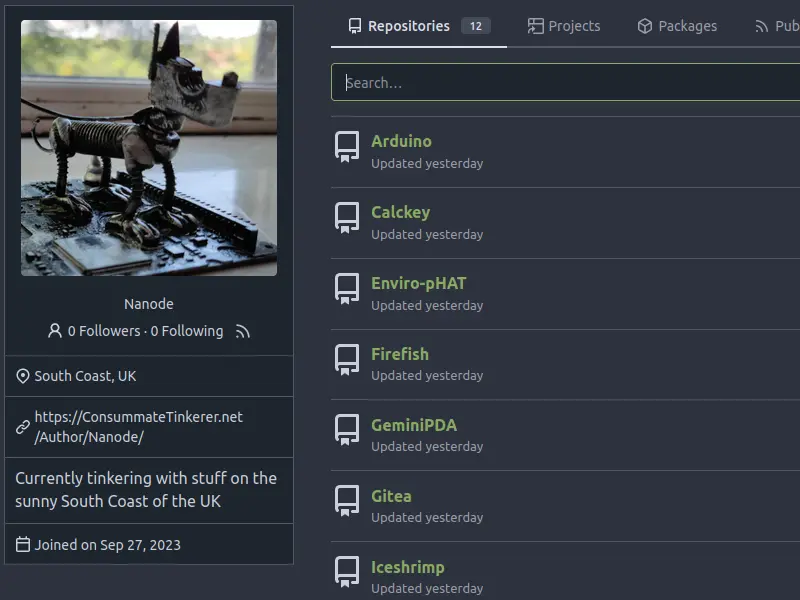 Repositories 12 Projects Packages Pub
Search...
Arduino
Updated yesterday
Calckey
Updated yesterday
Enviro-pHAT
Updated yesterday
Firefish
Updated yesterday
GeminiPDA
Updated yesterday
Gitea
Updated yesterday
Iceshrimp
Updated yesterday
Nanode
0 Followers · 0 Following
South Coast, UK
https://ConsummateTinkerer.net
/Author/Nanode/
Currently tinkering with stuff on the
sunny South Coast of the UK
Joined on Sep 27, 2023